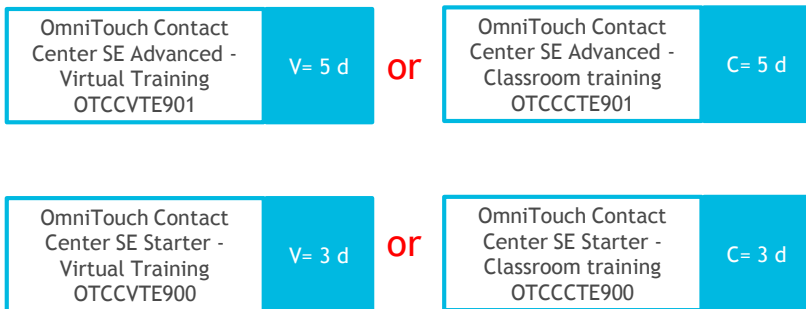 OmniTouch Contact
Center SE Advanced -
Virtual Training
OTCCVTE901
V= 5 d
or
OmniTouch Contact
Center SE Advanced -
Classroom training
OTCCCTE901
C= 5 d
OmniTouch Contact
Center SE Starter -
Virtual Training
OTCCVTE900
V= 3 d
or
OmniTouch Contact
Center SE Starter -
Classroom training
OTCCCTE900
C= 3 d